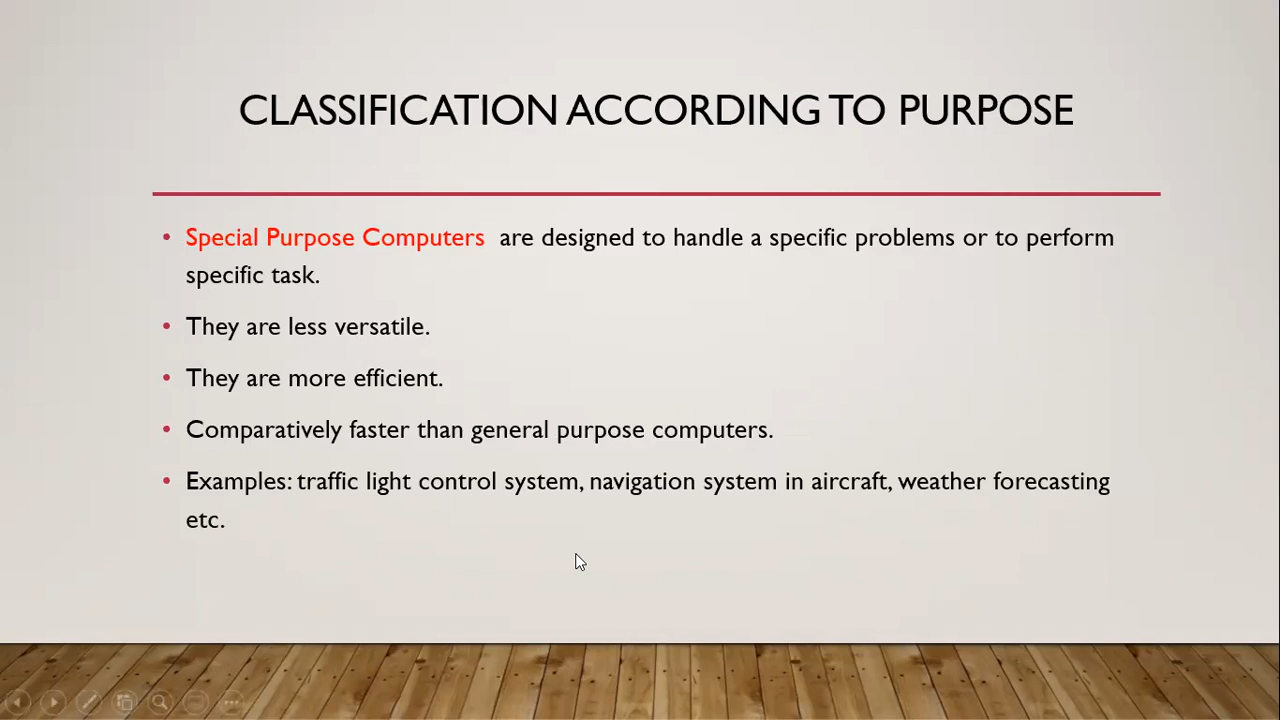 CLASSIFICATION ACCORDING TO PURPOSE
• Special Purpose Computers are designed to handle a specific problems or to perform
specific task.
• They are less versatile.
• They are more efficient.
• Comparatively faster than general purpose computers.
• Examples: traffic light control system, navigation system in aircraft, weather forecasting
etc.